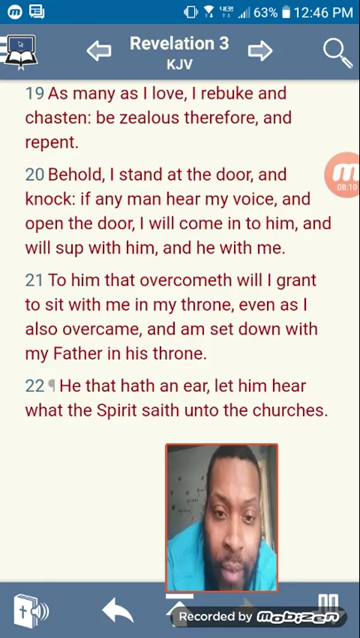 63% 12:46 PM
Revelation 3
KJV
19 As many as I love, I rebuke and
chasten: be zealous therefore, and
repent.
20 Behold, I stand at the door, and
knock: if any man hear my voice, and
open the door, I will come in to him, and
will sup with him, and he with me.
21 To him that overcometh will I grant
to sit with me in my throne, even as I
also overcame, and am set down with
my Father in his throne.
22 ¶ He that hath an ear, let him hear
what the Spirit saith unto the churches.
08:10
Recorded by Mobizen